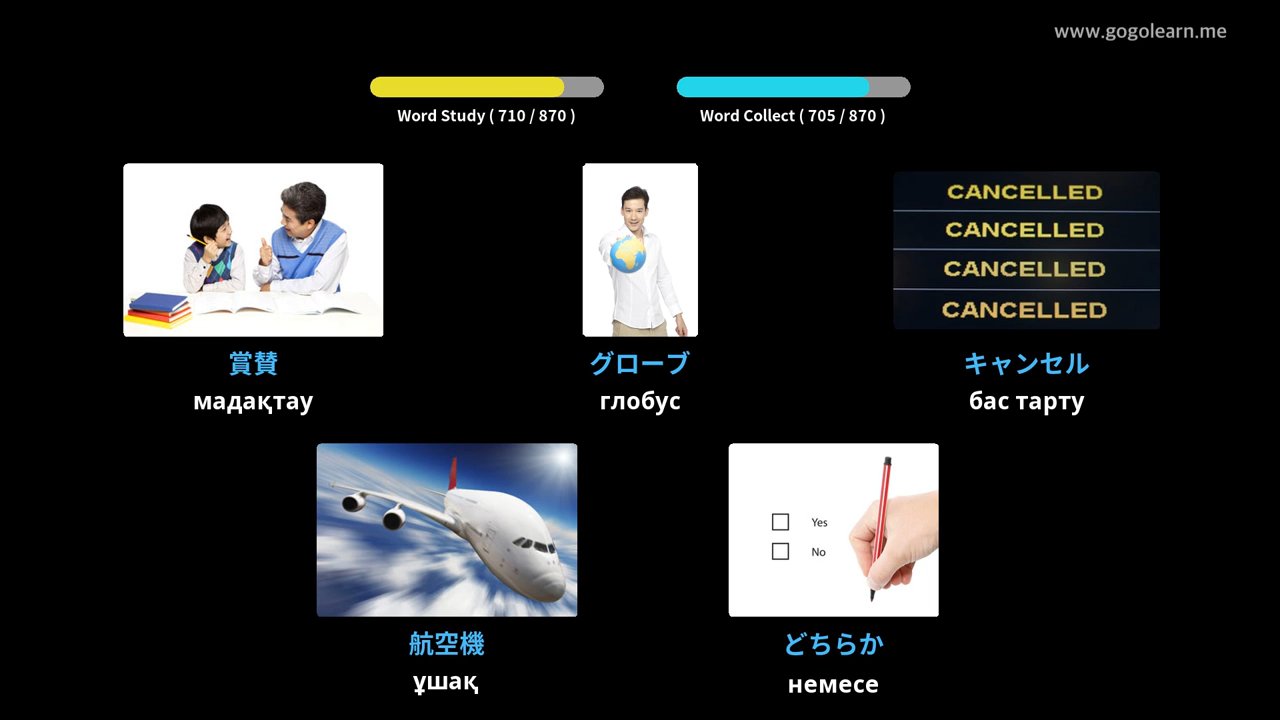 www.gogolearn.me
Word Study ( 710 / 870 )
Word Collect ( 705 / 870 )
CANCELLED
CANCELLED
CANCELLED
CANCELLED
賞賛
グローブ
キャンセル
мадақтау
глобус
бас тарту
Yes
No
航空機
どちらか
ұшақ
немесе